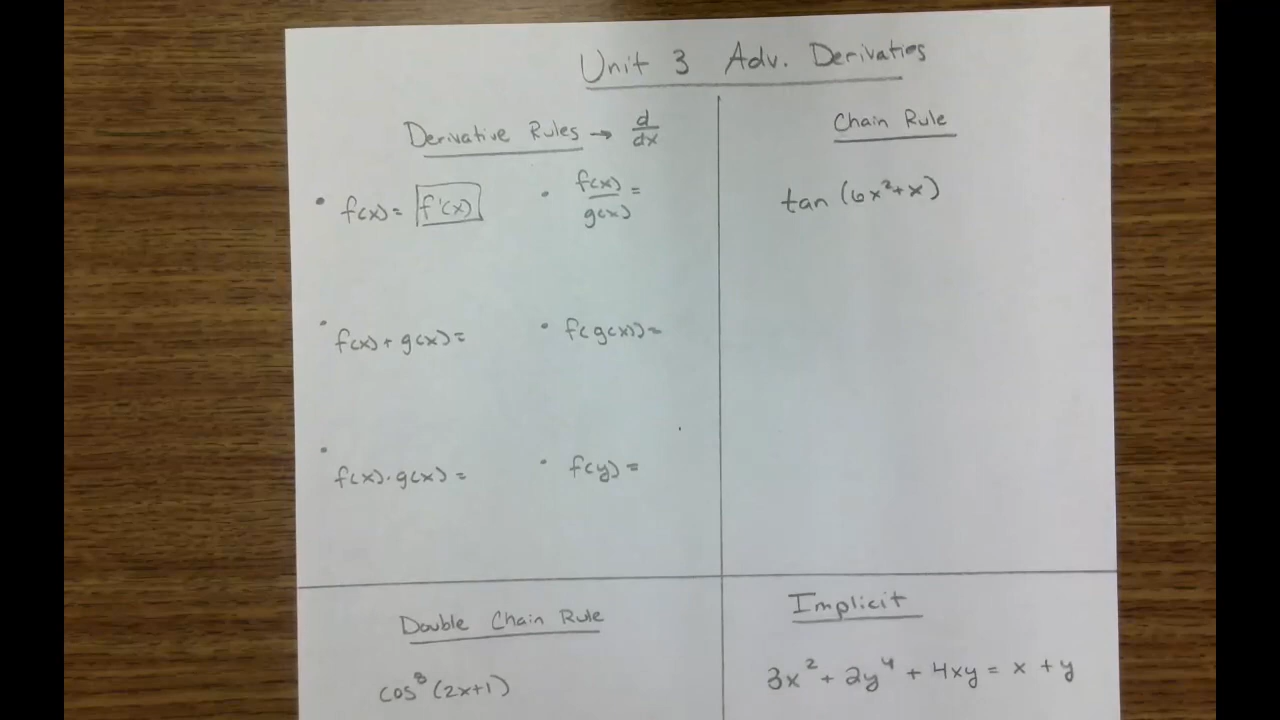 Unit 3 Adv. Derivaties
Derivative Rules → d/dx
• f(x) = f'(x)
• f(x)/g(x) =
• f(x) + g(x) =
• f(g(x)) =
• f(x) · g(x) =
• f(y) =
Chain Rule
tan (6x²+x)
Double Chain Rule
cos⁸ (2x+1)
Implicit
3x² + 2y⁴ + 4xy = x + y